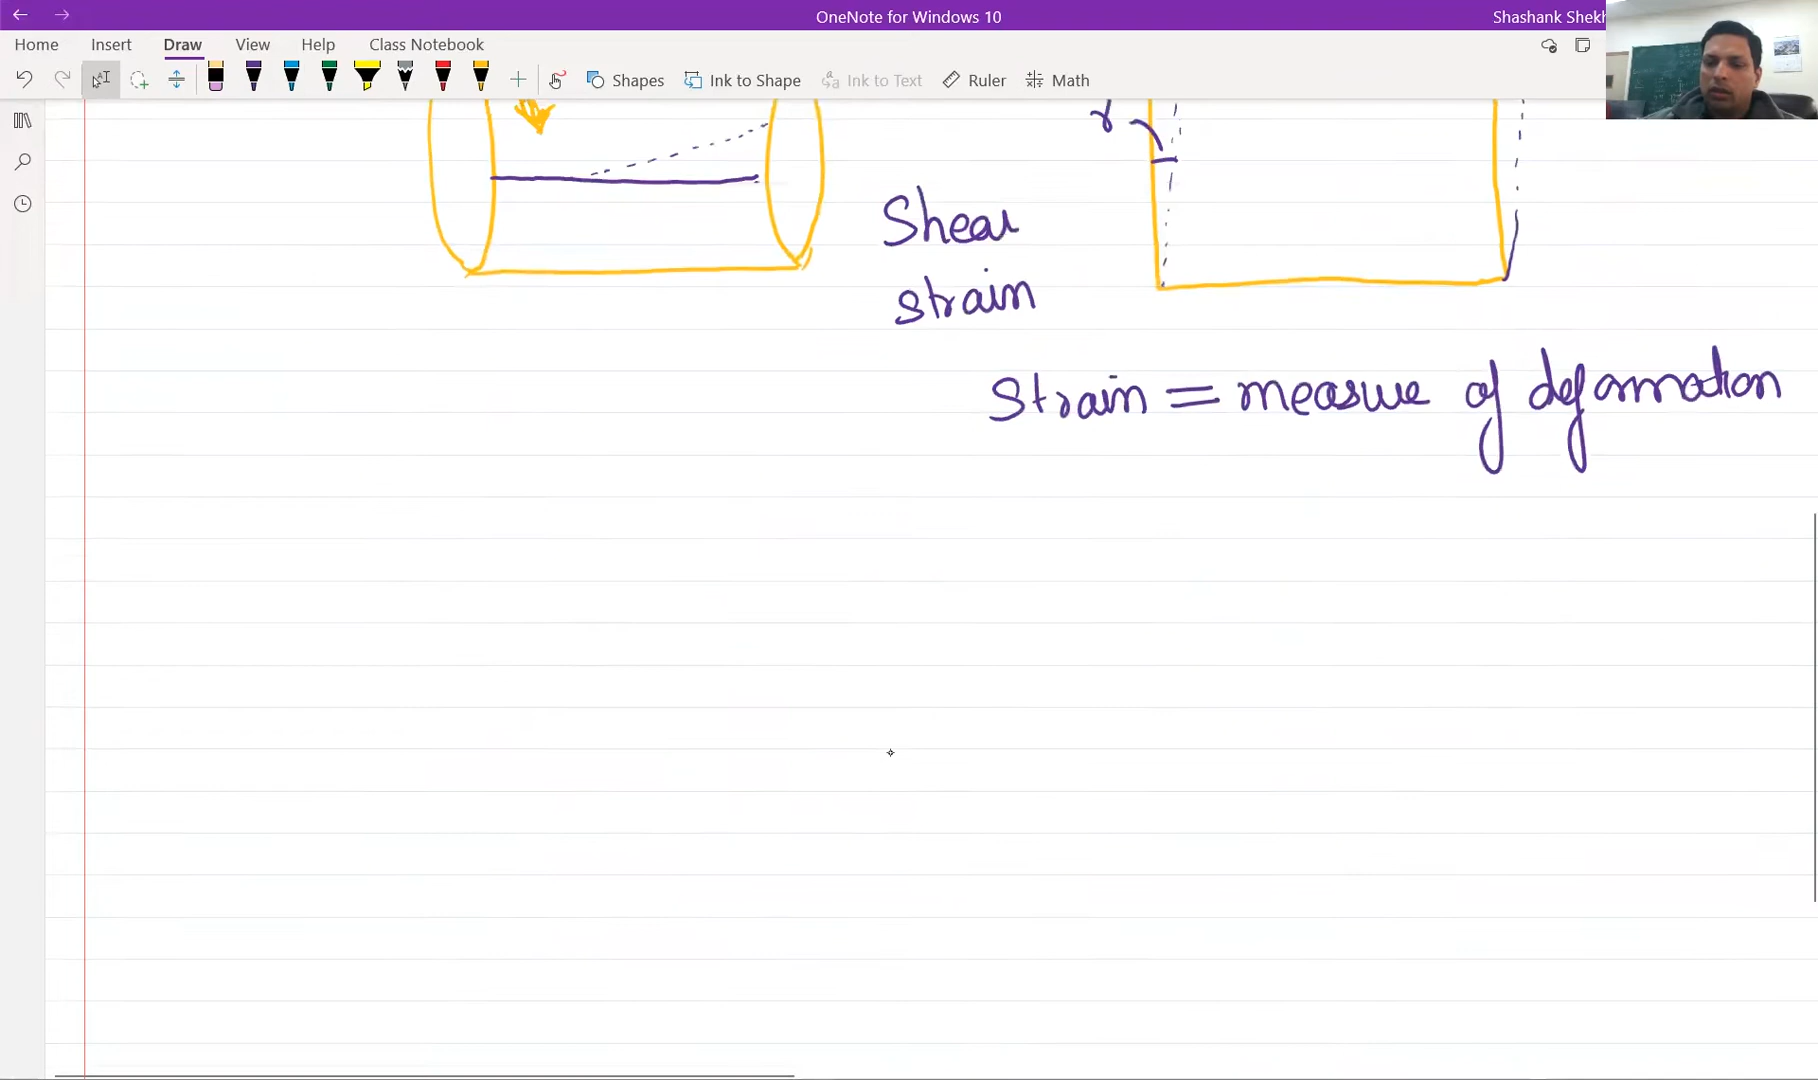 OneNote for Windows 10
Shashank Shekh
Home Insert Draw View Help Class Notebook
Shapes Ink to Shape Ink to Text Ruler Math
γ
Shear
strain
Strain = measure of deformation